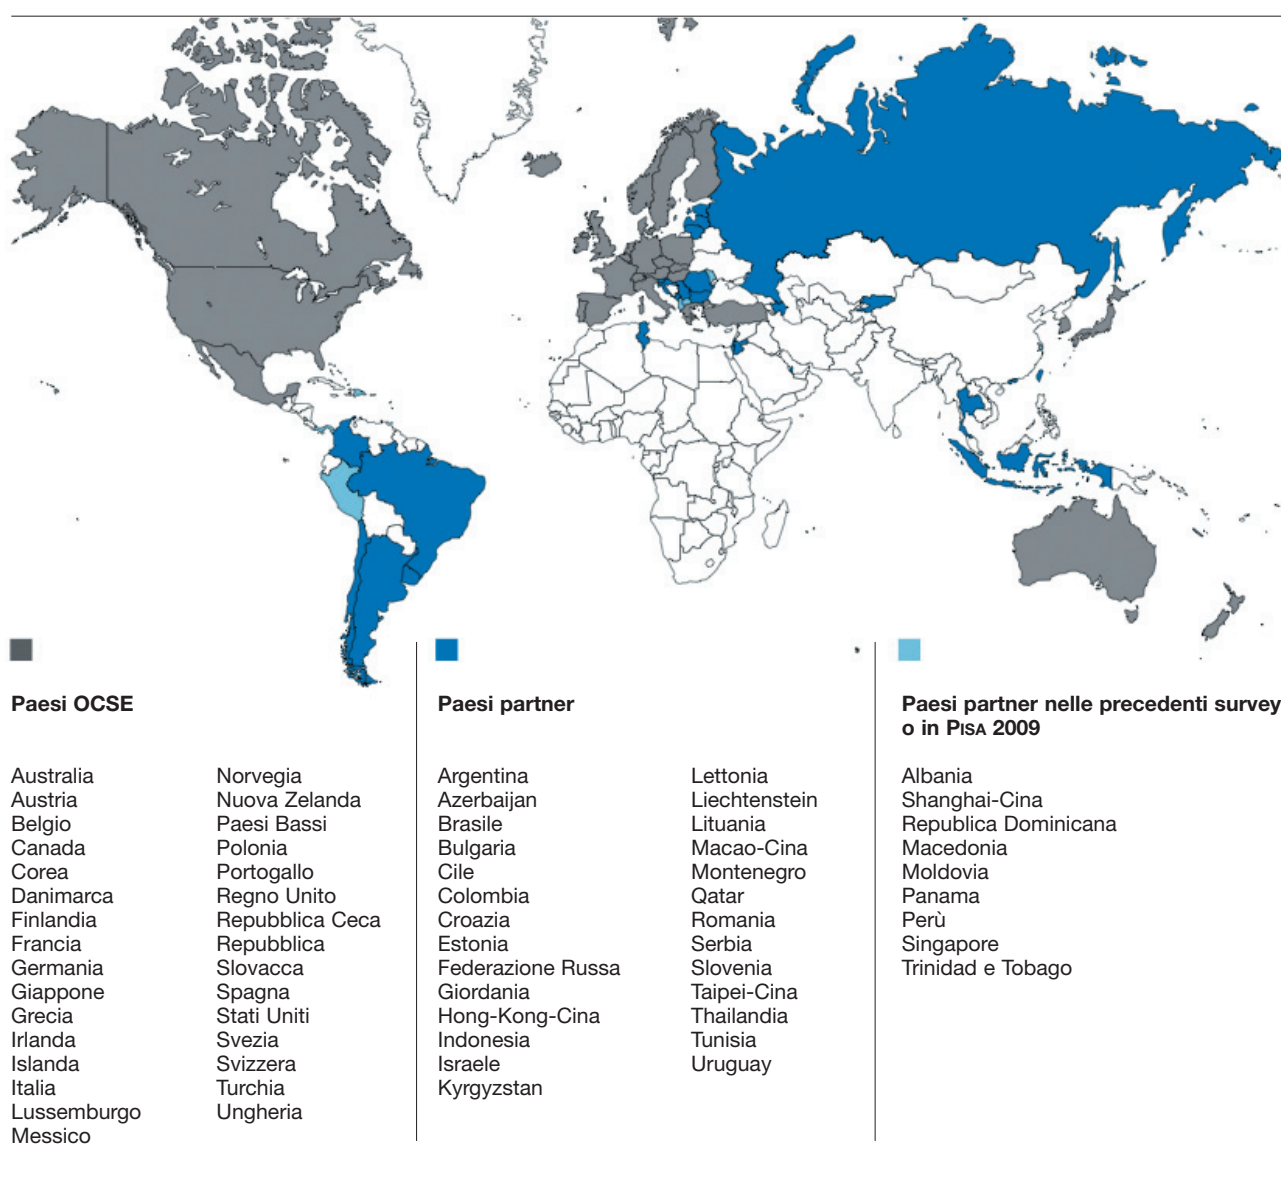 Paesi OCSE
Australia
Austria
Belgio
Canada
Corea
Danimarca
Finlandia
Francia
Germania
Giappone
Grecia
Irlanda
Islanda
Italia
Lussemburgo
Messico
Norvegia
Nuova Zelanda
Paesi Bassi
Polonia
Portogallo
Regno Unito
Repubblica Ceca
Repubblica
Slovacca
Spagna
Stati Uniti
Svezia
Svizzera
Turchia
Ungheria
Paesi partner
Argentina
Azerbaijan
Brasile
Bulgaria
Cile
Colombia
Croazia
Estonia
Federazione Russa
Giordania
Hong-Kong-Cina
Indonesia
Israele
Kyrgyzstan
Lettonia
Liechtenstein
Lituania
Macao-Cina
Montenegro
Qatar
Romania
Serbia
Slovenia
Taipei-Cina
Thailandia
Tunisia
Uruguay
Paesi partner nelle precedenti survey
o in PISA 2009
Albania
Shanghai-Cina
Republica Dominicana
Macedonia
Moldovia
Panama
Perù
Singapore
Trinidad e Tobago